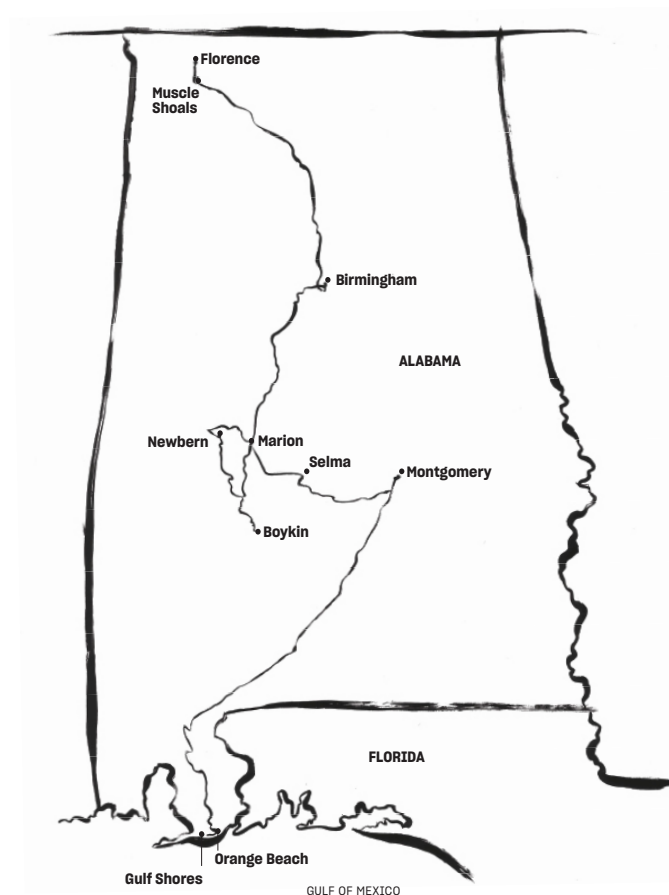 Florence
Muscle
Shoals
Birmingham
ALABAMA
Newbern
Marion
Selma
Montgomery
Boykin
FLORIDA
Orange Beach
Gulf Shores
GULF OF MEXICO